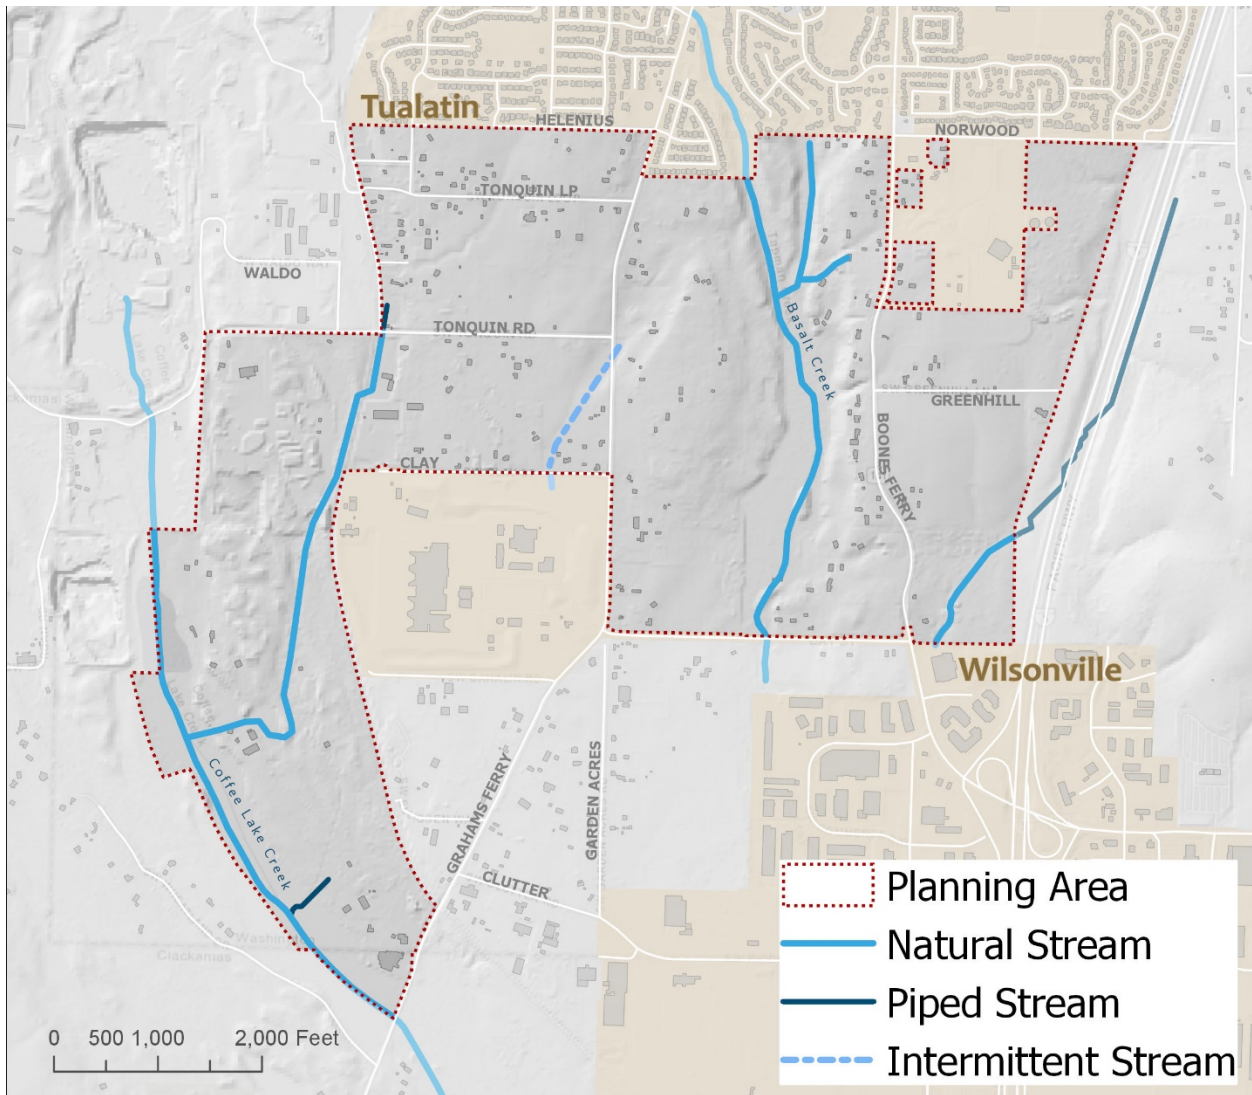 Tualatin
HELENIUS
NORWOOD
TONQUIN LP
WALDO
TONQUIN RD
Basalt Creek
GREENHILL
CLAY
BOONES FERRY
Wilsonville
Coffee Lake Creek
GRAHAMS FERRY
GARDEN ACRES
CLUTTER
Washington
Clackamas
Planning Area
Natural Stream
Piped Stream
Intermittent Stream
0 500 1,000 2,000 Feet